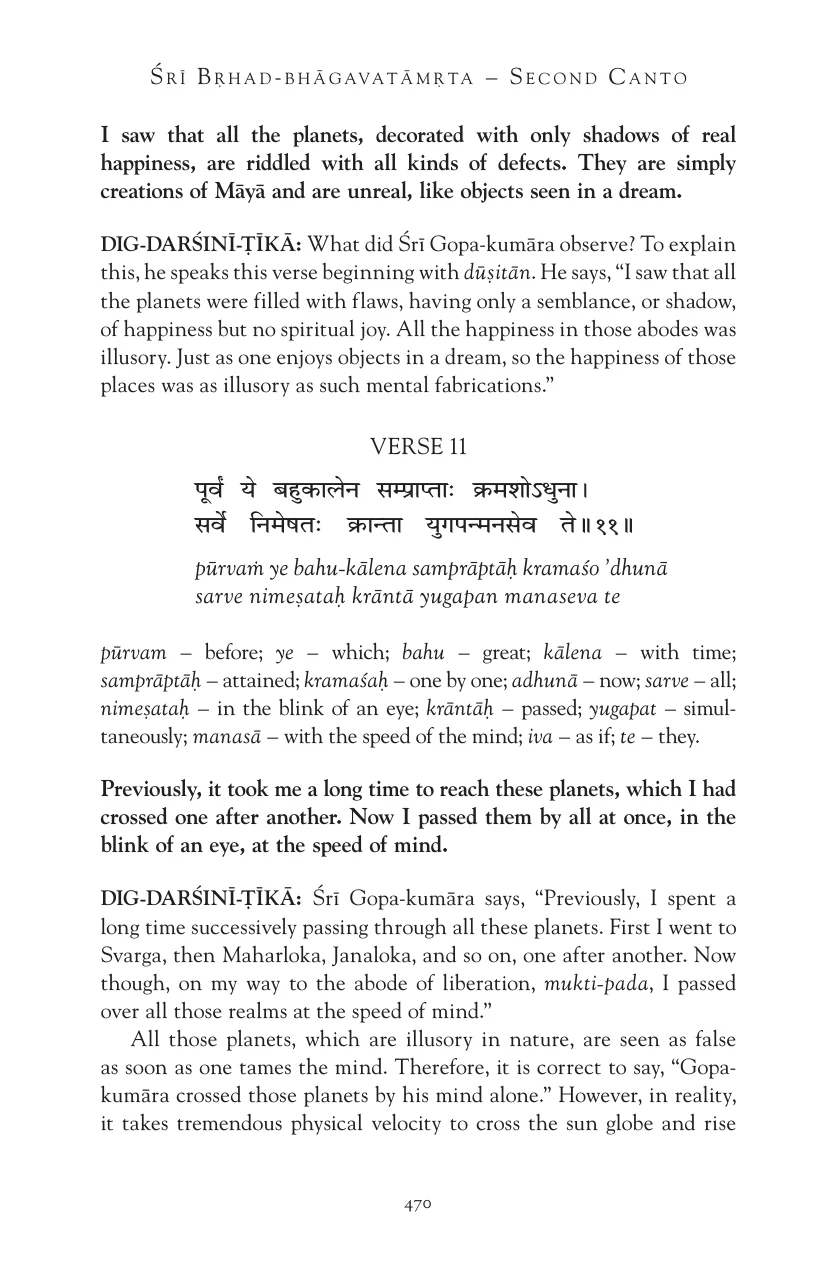 ŚRĪ BṚHAD-BHĀGAVATĀMṚTA – SECOND CANTO
I saw that all the planets, decorated with only shadows of real
happiness, are riddled with all kinds of defects. They are simply
creations of Māyā and are unreal, like objects seen in a dream.
DIG-DARŚINĪ-ṬĪKĀ: What did Śrī Gopa-kumāra observe? To explain
this, he speaks this verse beginning with dūṣitān. He says, “I saw that all
the planets were filled with flaws, having only a semblance, or shadow,
of happiness but no spiritual joy. All the happiness in those abodes was
illusory. Just as one enjoys objects in a dream, so the happiness of those
places was as illusory as such mental fabrications.”
VERSE 11
पूर्वं ये बहुकालेन सम्प्राप्ताः क्रमशोऽधुना।
सर्वे निमेषतः क्रान्ता युगपन्मनसेव ते॥११॥
pūrvaṁ ye bahu-kālena samprāptāḥ kramaśo ’dhunā
sarve nimeṣataḥ krāntā yugapan manaseva te
pūrvam – before; ye – which; bahu – great; kālena – with time;
samprāptāḥ – attained; kramaśaḥ – one by one; adhunā – now; sarve – all;
nimeṣataḥ – in the blink of an eye; krāntāḥ – passed; yugapat – simul-
taneously; manasā – with the speed of the mind; iva – as if; te – they.
Previously, it took me a long time to reach these planets, which I had
crossed one after another. Now I passed them by all at once, in the
blink of an eye, at the speed of mind.
DIG-DARŚINĪ-ṬĪKĀ: Śrī Gopa-kumāra says, “Previously, I spent a
long time successively passing through all these planets. First I went to
Svarga, then Maharloka, Janaloka, and so on, one after another. Now
though, on my way to the abode of liberation, mukti-pada, I passed
over all those realms at the speed of mind.”
All those planets, which are illusory in nature, are seen as false
as soon as one tames the mind. Therefore, it is correct to say, “Gopa-
kumāra crossed those planets by his mind alone.” However, in reality,
it takes tremendous physical velocity to cross the sun globe and rise
470